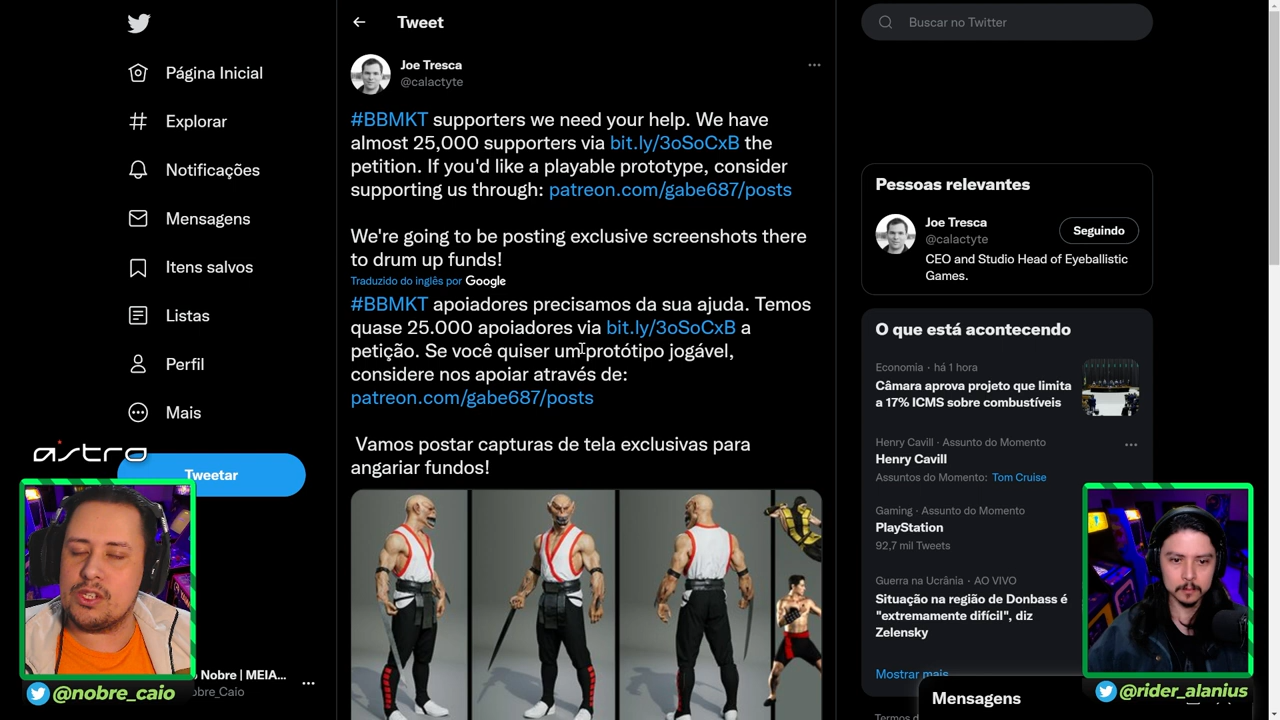 Página Inicial
Explorar
Notificações
Mensagens
Itens salvos
Listas
Perfil
Mais
Tweetar
astro
Nobre | MEIA...
obre_Caio
@nobre_caio
Tweet
Joe Tresca
@calactyte
#BBMKT supporters we need your help. We have
almost 25,000 supporters via bit.ly/3oSoCxB the
petition. If you'd like a playable prototype, consider
supporting us through: patreon.com/gabe687/posts
We're going to be posting exclusive screenshots there
to drum up funds!
Traduzido do inglês por Google
#BBMKT apoiadores precisamos da sua ajuda. Temos
quase 25.000 apoiadores via bit.ly/3oSoCxB a
petição. Se você quiser um protótipo jogável,
considere nos apoiar através de:
patreon.com/gabe687/posts
Vamos postar capturas de tela exclusivas para
angariar fundos!
Buscar no Twitter
Pessoas relevantes
Joe Tresca
@calactyte
Seguindo
CEO and Studio Head of Eyeballistic
Games.
O que está acontecendo
Economia · há 1 hora
Câmara aprova projeto que limita
a 17% ICMS sobre combustíveis
Henry Cavill · Assunto do Momento
Henry Cavill
Assuntos do Momento: Tom Cruise
Gaming · Assunto do Momento
PlayStation
92,7 mil Tweets
Guerra na Ucrânia · AO VIVO
Situação na região de Donbass é
"extremamente difícil", diz
Zelensky
Mostrar mais
Mensagens
@rider_alanius
Termos d